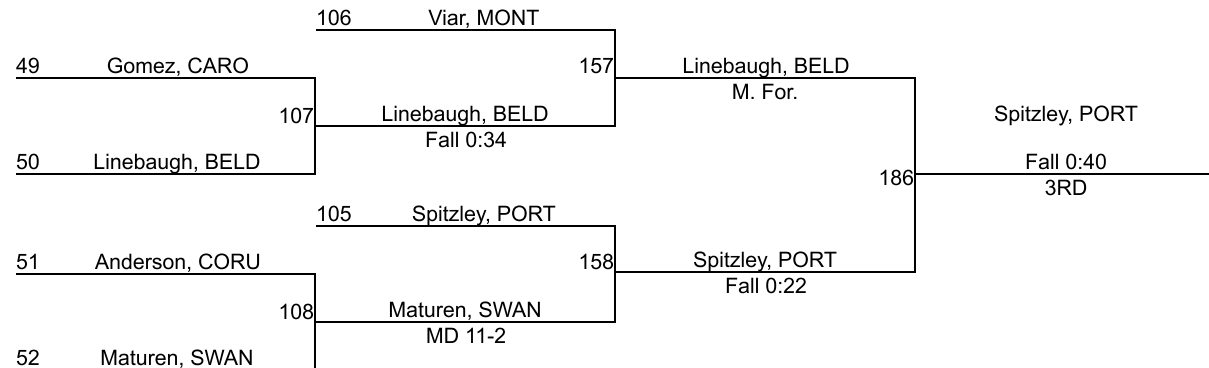 106 Viar, MONT
49 Gomez, CARO
157 Linebaugh, BELD
M. For.
107 Linebaugh, BELD
Fall 0:34
Spitzley, PORT
50 Linebaugh, BELD
Fall 0:40
186
3RD
105 Spitzley, PORT
51 Anderson, CORU
158 Spitzley, PORT
Fall 0:22
108 Maturen, SWAN
MD 11-2
52 Maturen, SWAN